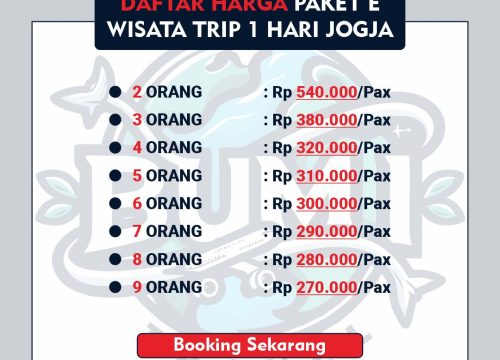 DAFTAR HARGA PAKET E
WISATA TRIP 1 HARI JOGJA
2 ORANG : Rp 540.000/Pax
3 ORANG : Rp 380.000/Pax
4 ORANG : Rp 320.000/Pax
5 ORANG : Rp 310.000/Pax
6 ORANG : Rp 300.000/Pax
7 ORANG : Rp 290.000/Pax
8 ORANG : Rp 280.000/Pax
9 ORANG : Rp 270.000/Pax
BUMI
Booking Sekarang